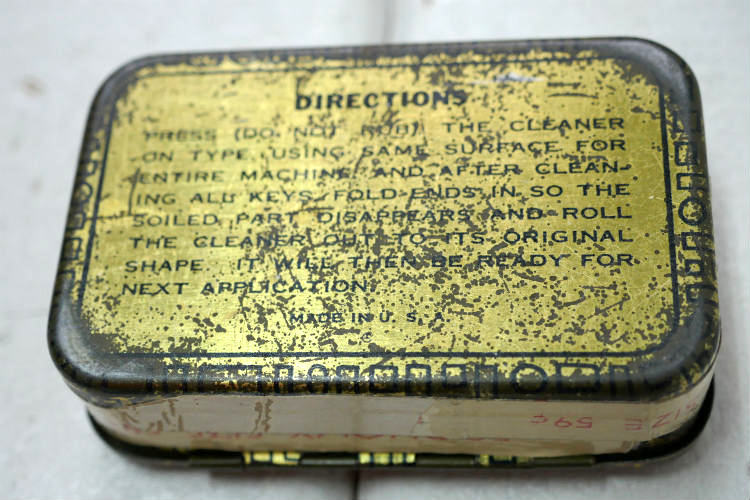 DIRECTIONS
PRESS (DO NOT RUB) THE CLEANER
ON TYPE, USING SAME SURFACE FOR
ENTIRE MACHINE, AND AFTER CLEAN-
ING ALL KEYS, FOLD ENDS IN SO THE
SOILED PART DISAPPEARS AND ROLL
THE CLEANER OUT TO ITS ORIGINAL
SHAPE. IT WILL THEN BE READY FOR
NEXT APPLICATION.
MADE IN U. S. A.
SIZE 59¢